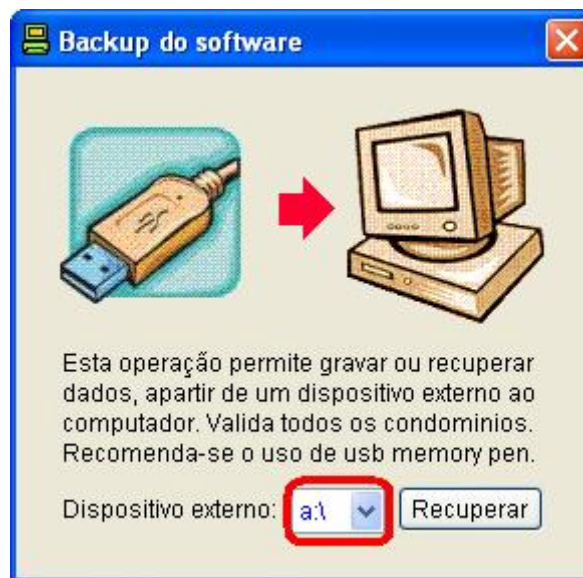 Backup do software
Esta operação permite gravar ou recuperar
dados, apartir de um dispositivo externo ao
computador. Valida todos os condominios.
Recomenda-se o uso de usb memory pen.
Dispositivo externo: a:\ Recuperar